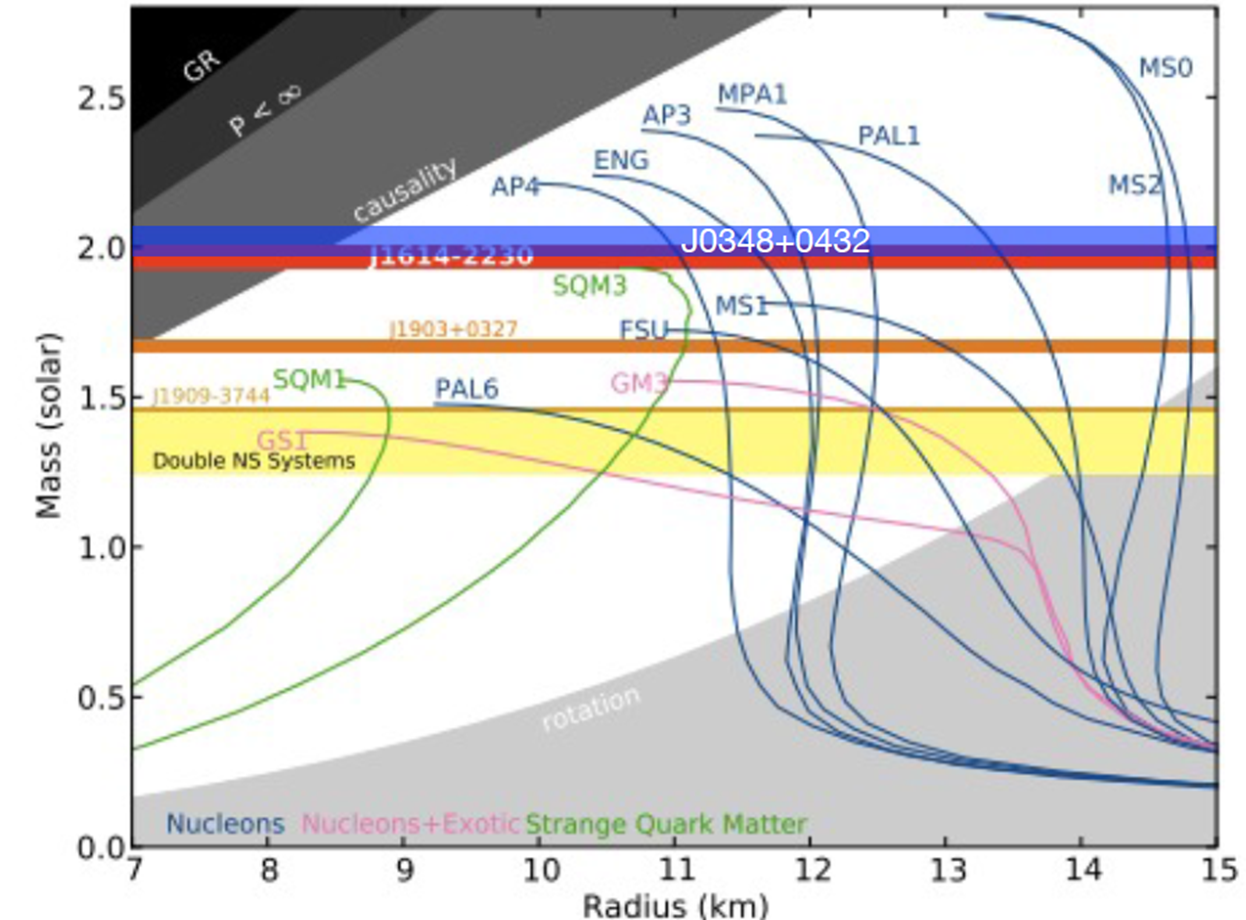 GR
P < ∞
causality
2.5
MPA1
MS0
AP3
PAL1
ENG
AP4
MS2
2.0
J0348+0432
J1614-2230
SQM3
MS1
J1903+0327
FSU
Mass (solar)
1.5
J1909-3744
SQM1
PAL6
GM3
GS1
Double NS Systems
1.0
0.5
rotation
Nucleons Nucleons+Exotic Strange Quark Matter
0.0
7 8 9 10 11 12 13 14 15
Radius (km)